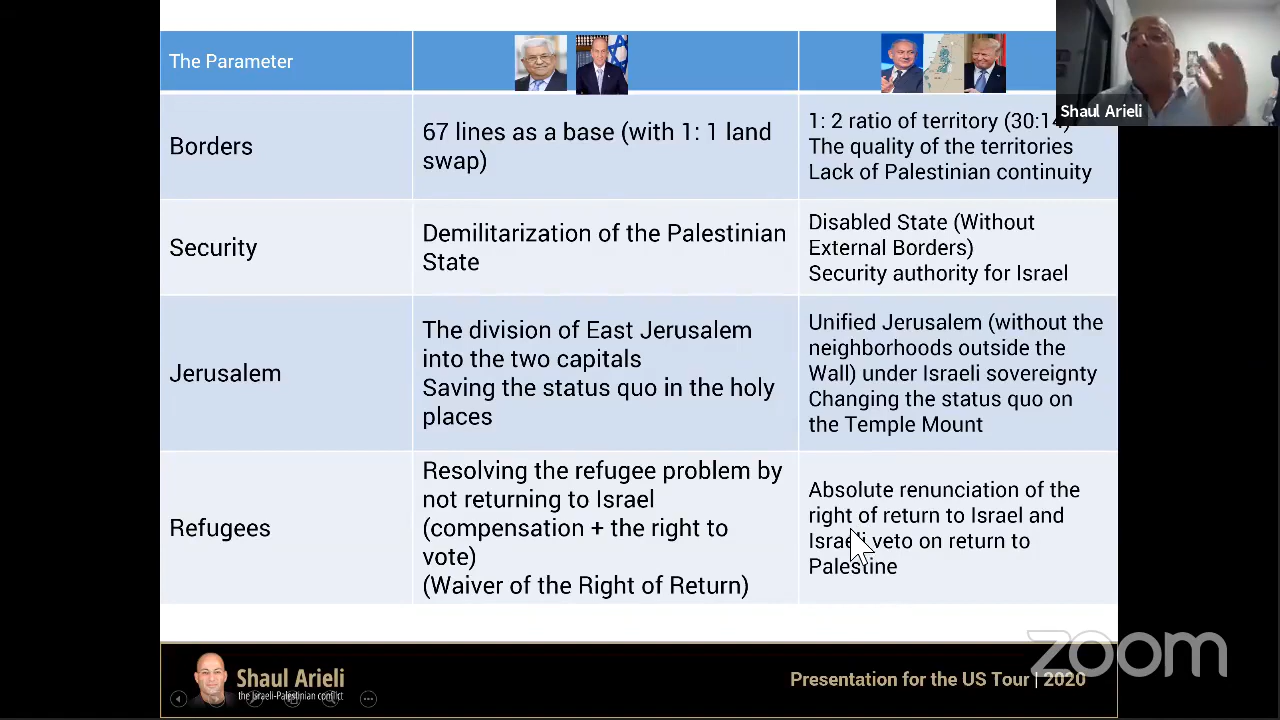 The Parameter
Shaul Arieli
Borders
67 lines as a base (with 1: 1 land
swap)
1: 2 ratio of territory (30:14)
The quality of the territories
Lack of Palestinian continuity
Security
Demilitarization of the Palestinian
State
Disabled State (Without
External Borders)
Security authority for Israel
Jerusalem
The division of East Jerusalem
into the two capitals
Saving the status quo in the holy
places
Unified Jerusalem (without the
neighborhoods outside the
Wall) under Israeli sovereignty
Changing the status quo on
the Temple Mount
Refugees
Resolving the refugee problem by
not returning to Israel
(compensation + the right to
vote)
(Waiver of the Right of Return)
Absolute renunciation of the
right of return to Israel and
Israeli veto on return to
Palestine
zoom
Shaul Arieli
the Israeli-Palestinian conflict
Presentation for the US Tour | 2020